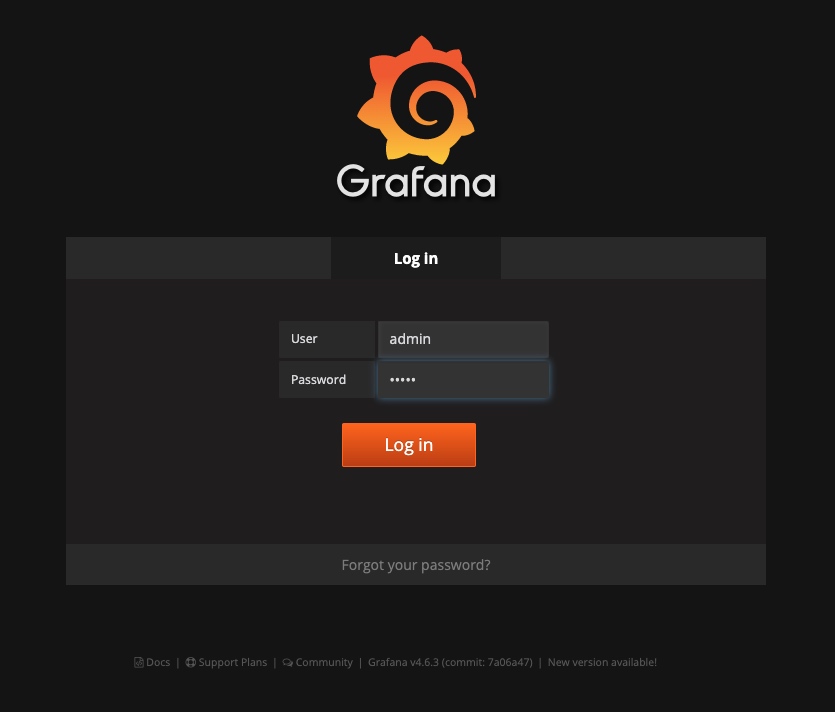 Grafana
Log in
User admin
Password •••••
Log in
Forgot your password?
Docs | Support Plans | Community | Grafana v4.6.3 (commit: 7a06a47) | New version available!